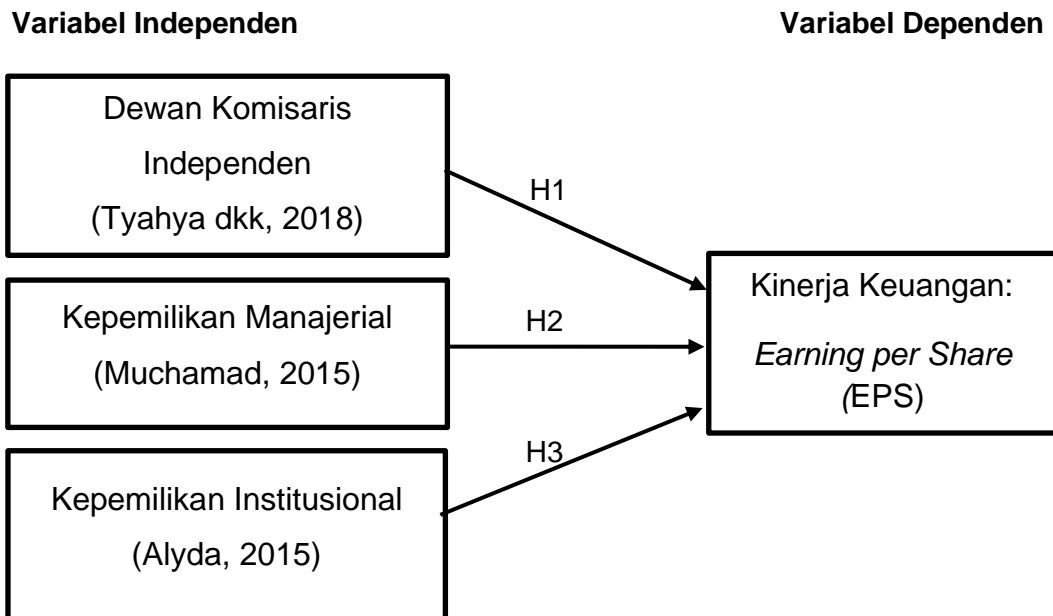 Variabel Independen
Variabel Dependen
Dewan Komisaris
Independen
(Tyahya dkk, 2018)
H1
Kepemilikan Manajerial
(Muchamad, 2015)
H2
Kinerja Keuangan:
Earning per Share
(EPS)
H3
Kepemilikan Institusional
(Alyda, 2015)